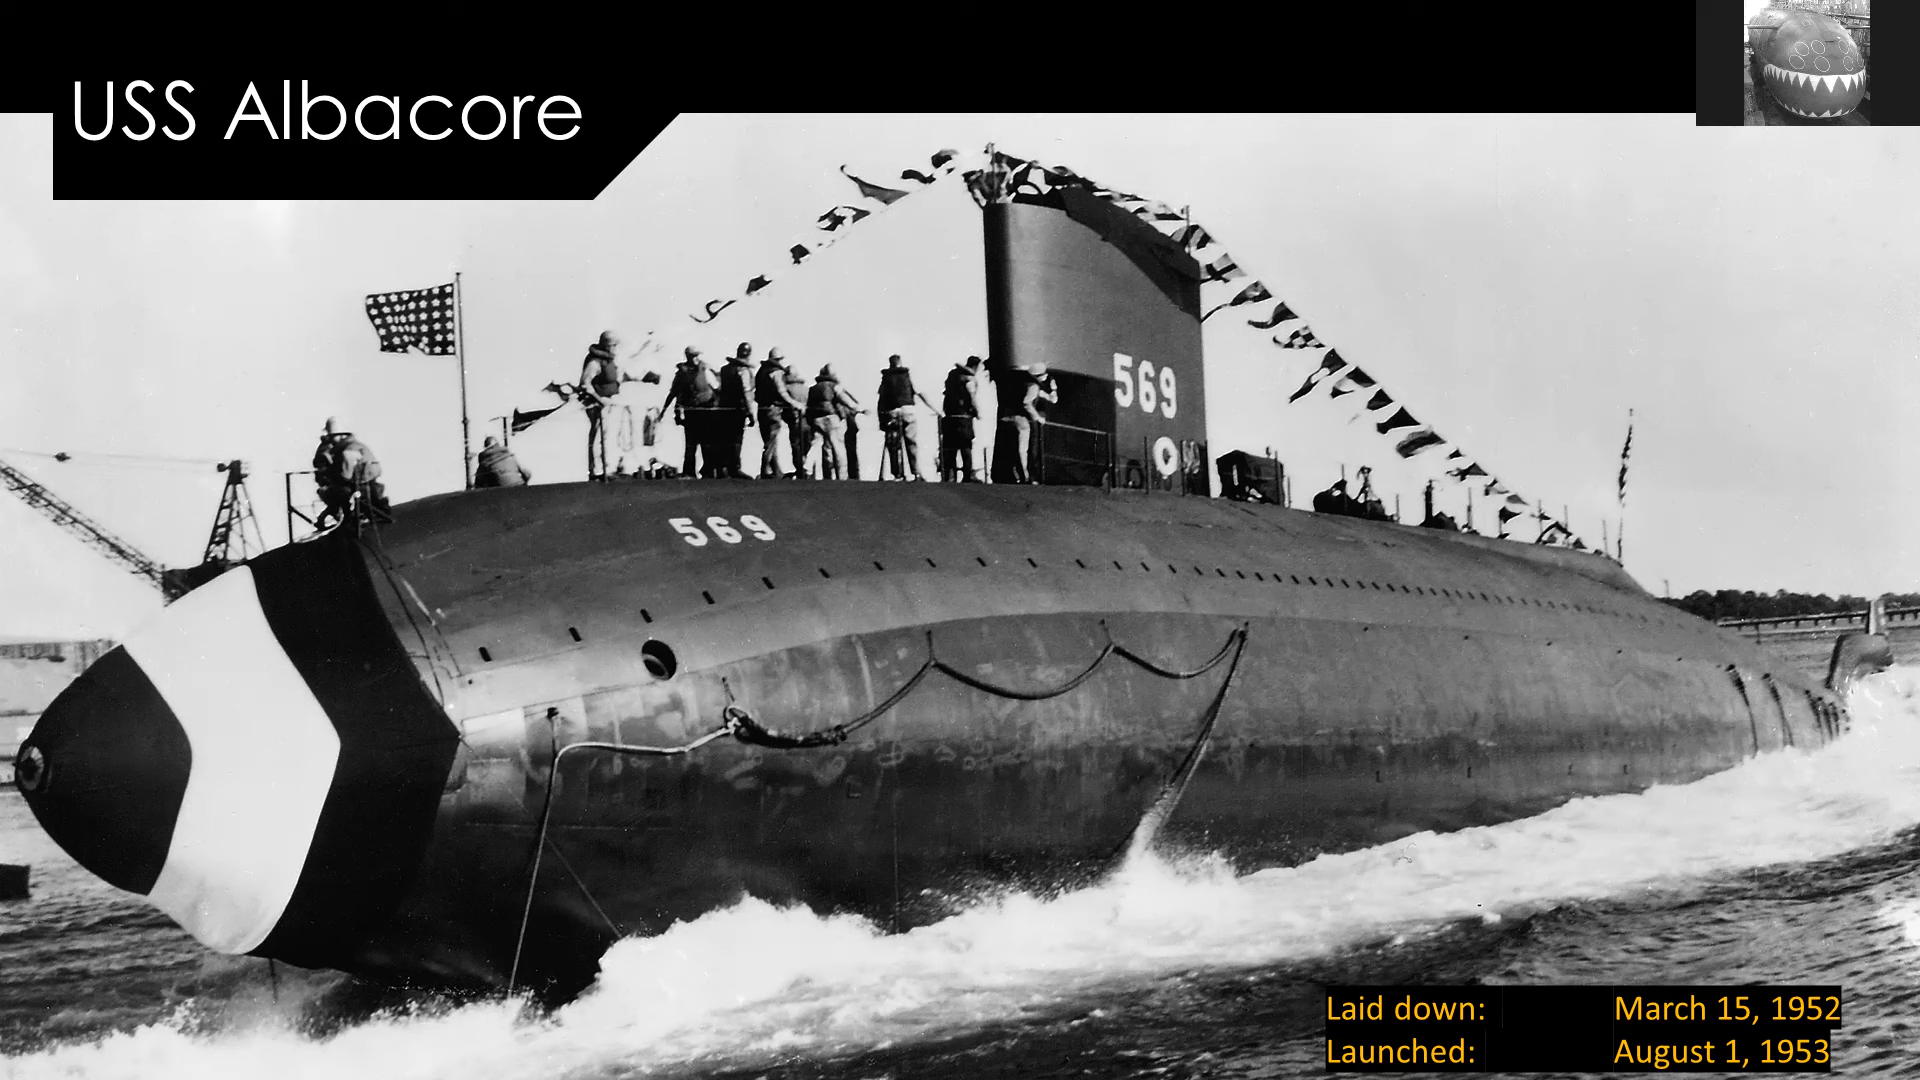 USS Albacore
569
569
Laid down: March 15, 1952
Launched: August 1, 1953